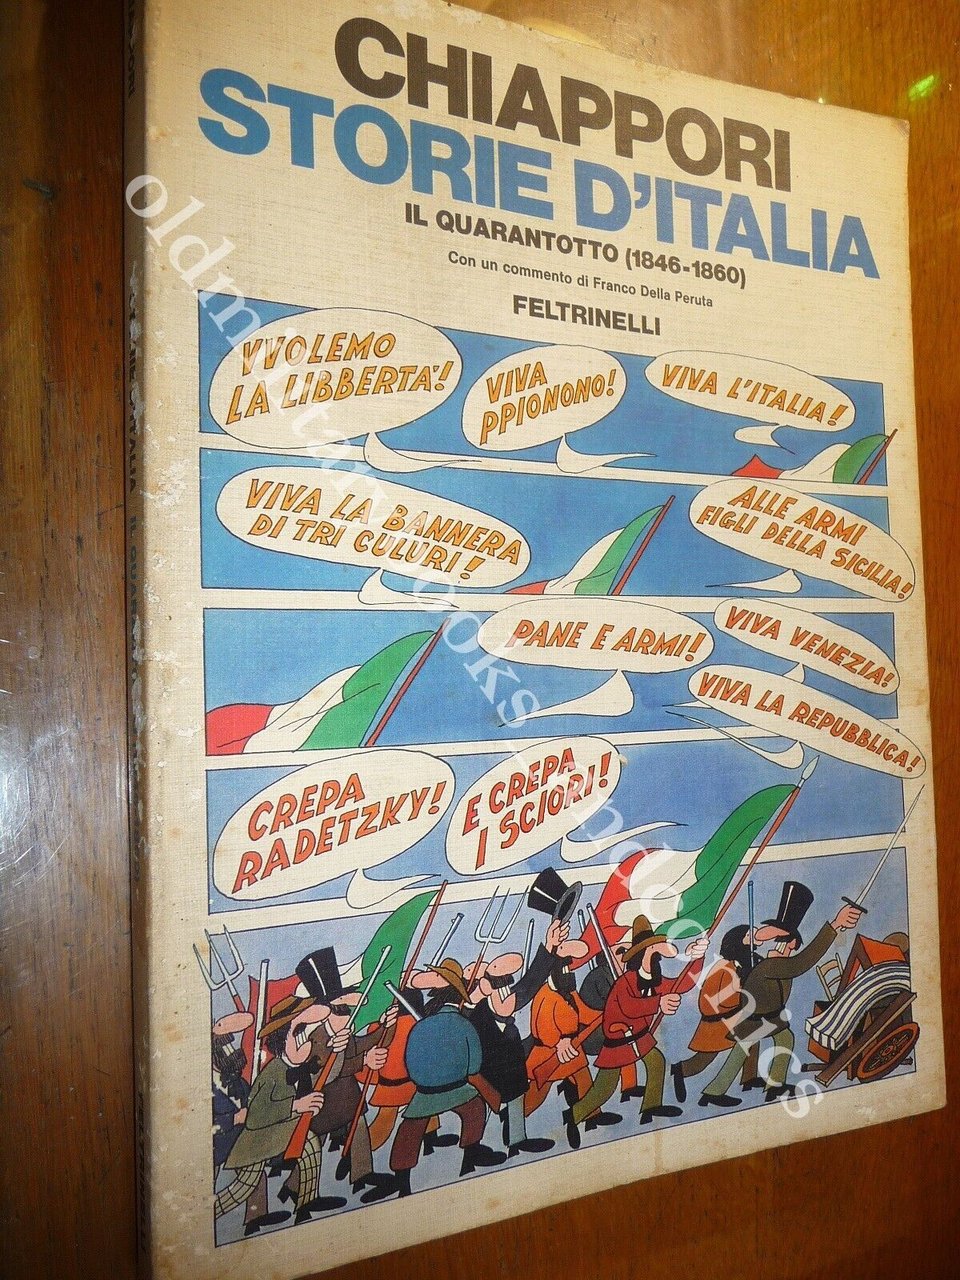 CHIAPPORI
STORIE D'ITALIA
IL QUARANTOTTO (1846-1860)
Con un commento di Franco Della Peruta
FELTRINELLI
VVOLEMO
LA LIBBERTA'!
VIVA
PPIONONO!
VIVA L'ITALIA!
VIVA LA BANNERA
DI TRI CULURI!
ALLE ARMI
FIGLI DELLA SICILIA!
PANE E ARMI!
VIVA VENEZIA!
VIVA LA REPUBBLICA!
CREPA
RADETZKY!
E CREPA
I SCIORI!